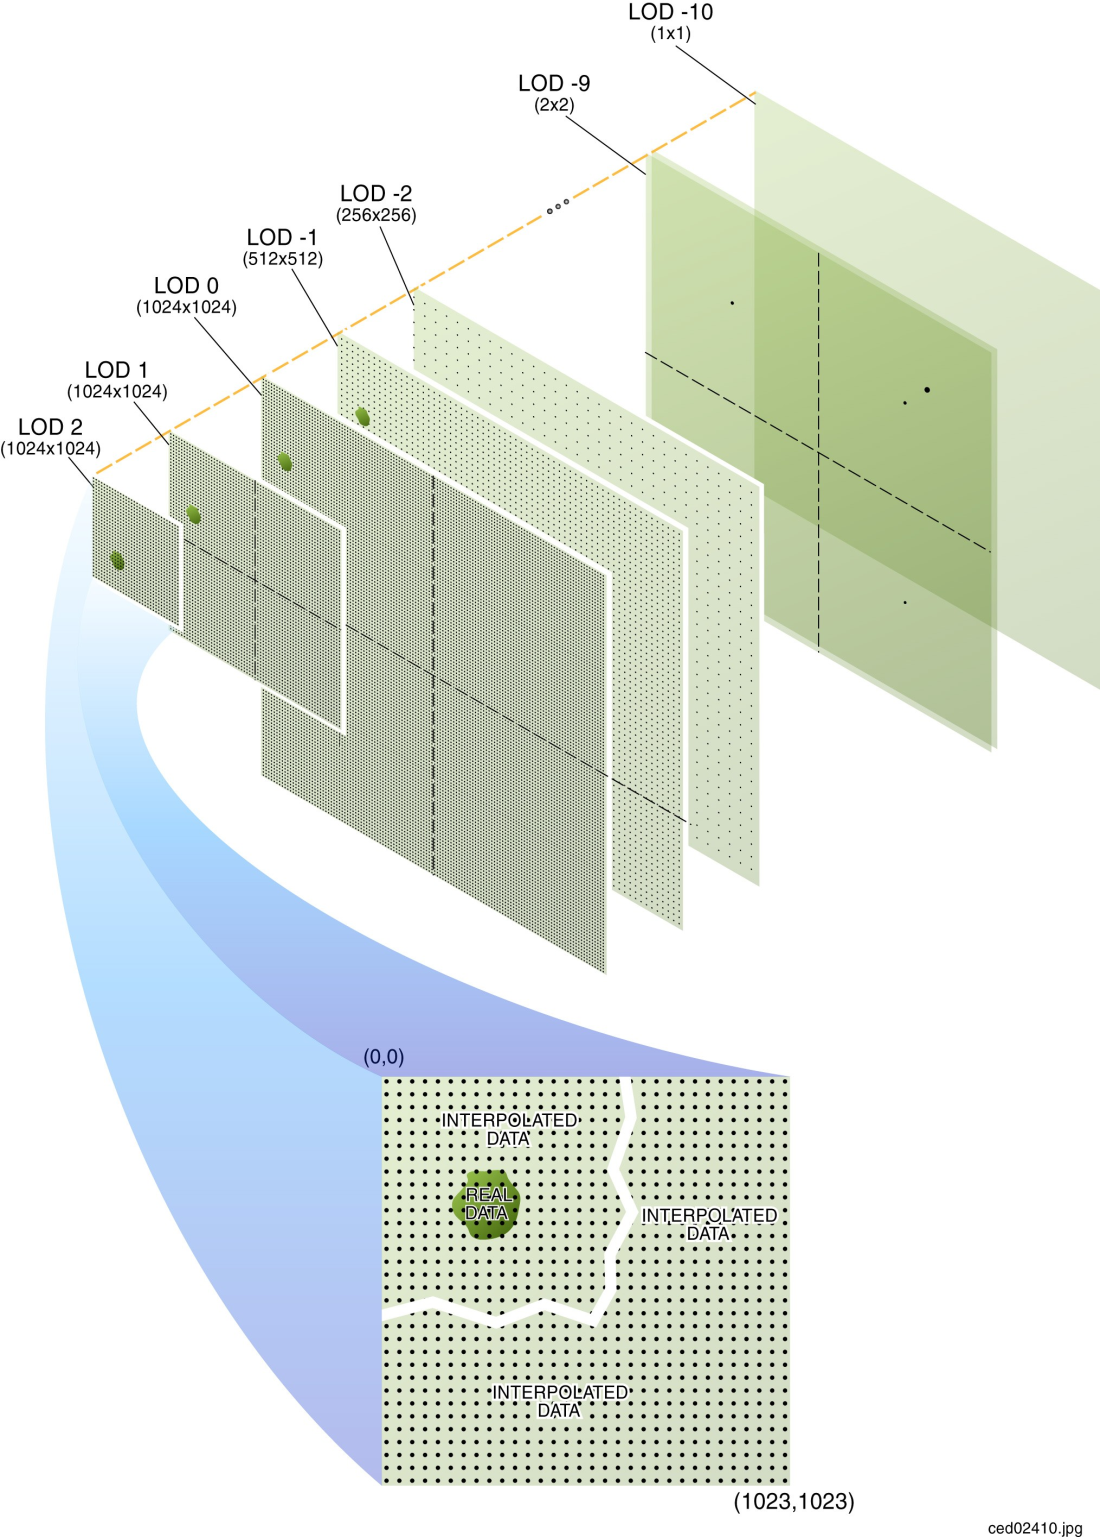 LOD -10
(1x1)
LOD -9
(2x2)
LOD -2
(256x256)
LOD -1
(512x512)
LOD 0
(1024x1024)
LOD 1
(1024x1024)
LOD 2
(1024x1024)
(0,0)
INTERPOLATED
DATA
REAL
DATA
INTERPOLATED
DATA
INTERPOLATED
DATA
(1023,1023)
ced02410.jpg